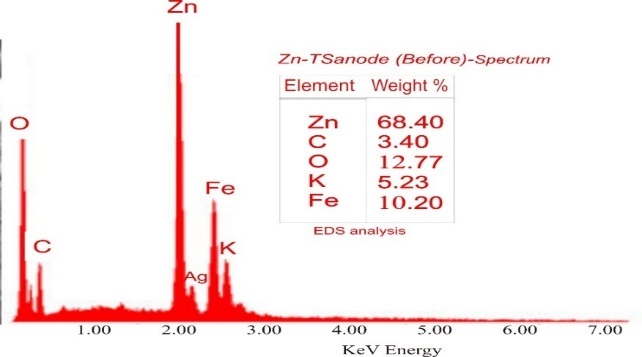 Zn
Zn-TSanode (Before)-Spectrum
Element Weight %
Zn 68.40
C 3.40
O 12.77
K 5.23
Fe 10.20
EDS analysis
O
Fe
C
K
Ag
1.00 2.00 3.00 4.00 5.00 6.00 7.00
KeV Energy